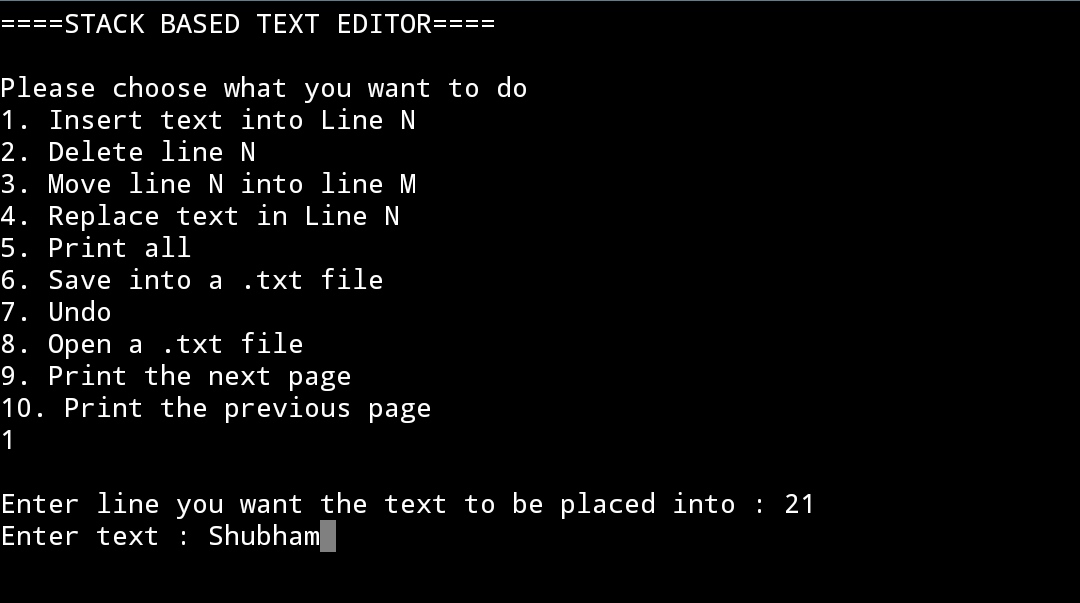 ====STACK BASED TEXT EDITOR====
Please choose what you want to do
1. Insert text into Line N
2. Delete line N
3. Move line N into line M
4. Replace text in Line N
5. Print all
6. Save into a .txt file
7. Undo
8. Open a .txt file
9. Print the next page
10. Print the previous page
1
Enter line you want the text to be placed into : 21
Enter text : Shubham